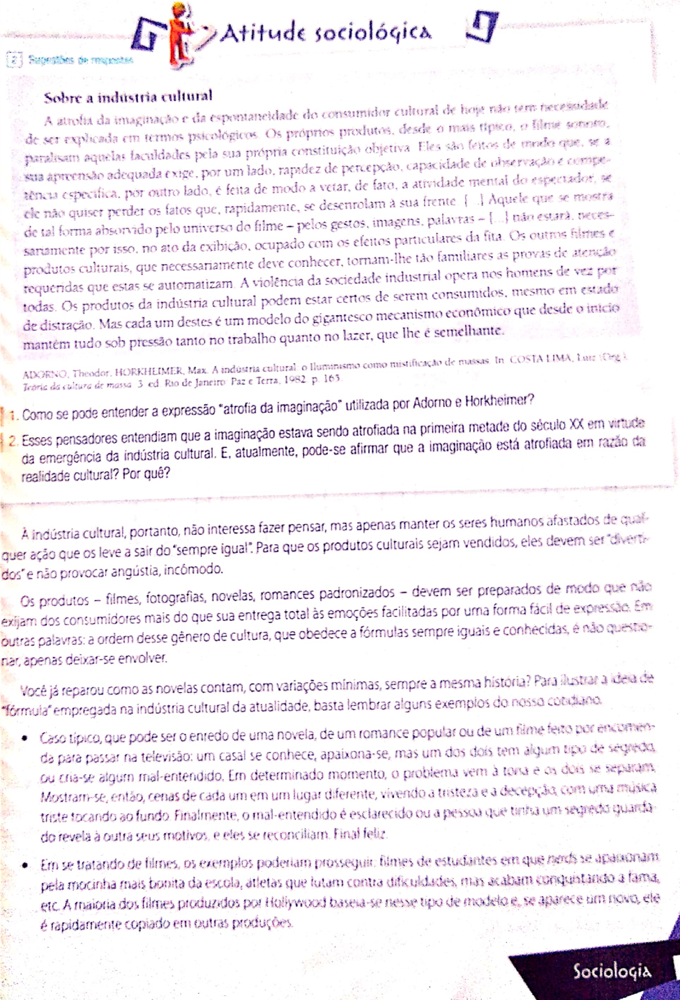 Atitude sociológica
2 Sugestões de respostas
Sobre a indústria cultural
A atrofia da imaginação e da espontaneidade do consumidor cultural de hoje não tem necessidade
de ser explicada em termos psicológicos. Os próprios produtos, desde o mais típico, o filme sonoro,
paralisam aquelas faculdades pela sua própria constituição objetiva. Eles são feitos de modo que, se a
sua apreensão adequada exige, por um lado, rapidez de percepção, capacidade de observação e compe-
tência específica, por outro lado, é feita de modo a vetar, de fato, a atividade mental do espectador, se
ele não quiser perder os fatos que, rapidamente, se desenrolam à sua frente. [...] Aquele que se mostra
de tal forma absorvido pelo universo do filme – pelos gestos, imagens, palavras – [...] não estará, neces-
sariamente por isso, no ato da exibição, ocupado com os efeitos particulares da fita. Os outros filmes e
produtos culturais, que necessariamente deve conhecer, tornam-lhe tão familiares as provas de atenção
requeridas que estas se automatizam. A violência da sociedade industrial opera nos homens de vez por
todas. Os produtos da indústria cultural podem estar certos de serem consumidos, mesmo em estado
de distração. Mas cada um destes é um modelo do gigantesco mecanismo econômico que desde o início
mantém tudo sob pressão tanto no trabalho quanto no lazer, que lhe é semelhante.
ADORNO, Theodor; HORKHEIMER, Max. A indústria cultural: o Iluminismo como mistificação de massas. In: COSTA LIMA, Luiz (Org.).
Teoria da cultura de massa. 3. ed. Rio de Janeiro: Paz e Terra, 1982. p. 165.
1. Como se pode entender a expressão “atrofia da imaginação” utilizada por Adorno e Horkheimer?
2. Esses pensadores entendiam que a imaginação estava sendo atrofiada na primeira metade do século XX em virtude
da emergência da indústria cultural. E, atualmente, pode-se afirmar que a imaginação está atrofiada em razão da
realidade cultural? Por quê?
À indústria cultural, portanto, não interessa fazer pensar, mas apenas manter os seres humanos afastados de qual-
quer ação que os leve a sair do “sempre igual”. Para que os produtos culturais sejam vendidos, eles devem ser “diverti-
dos” e não provocar angústia, incômodo.
Os produtos – filmes, fotografias, novelas, romances padronizados – devem ser preparados de modo que não
exijam dos consumidores mais do que sua entrega total às emoções facilitadas por uma forma fácil de expressão. Em
outras palavras: a ordem desse gênero de cultura, que obedece a fórmulas sempre iguais e conhecidas, é não questio-
nar, apenas deixar-se envolver.
Você já reparou como as novelas contam, com variações mínimas, sempre a mesma história? Para ilustrar a ideia de
“fórmula” empregada na indústria cultural da atualidade, basta lembrar alguns exemplos do nosso cotidiano.
• Caso típico, que pode ser o enredo de uma novela, de um romance popular ou de um filme feito por encomen-
da para passar na televisão: um casal se conhece, apaixona-se, mas um dos dois tem algum tipo de segredo,
ou cria-se algum mal-entendido. Em determinado momento, o problema vem à tona e os dois se separam.
Mostram-se, então, cenas de cada um em um lugar diferente, vivendo a tristeza e a decepção, com uma música
triste tocando ao fundo. Finalmente, o mal-entendido é esclarecido ou a pessoa que tinha um segredo guarda-
do revela à outra seus motivos, e eles se reconciliam. Final feliz.
• Em se tratando de filmes, os exemplos poderiam prosseguir: filmes de estudantes em que nerds se apaixonam
pela mocinha mais bonita da escola, atletas que lutam contra dificuldades, mas acabam conquistando a fama,
etc. A maioria dos filmes produzidos por Hollywood baseia-se nesse tipo de modelo e, se aparece um novo, ele
é rapidamente copiado em outras produções.
Sociologia